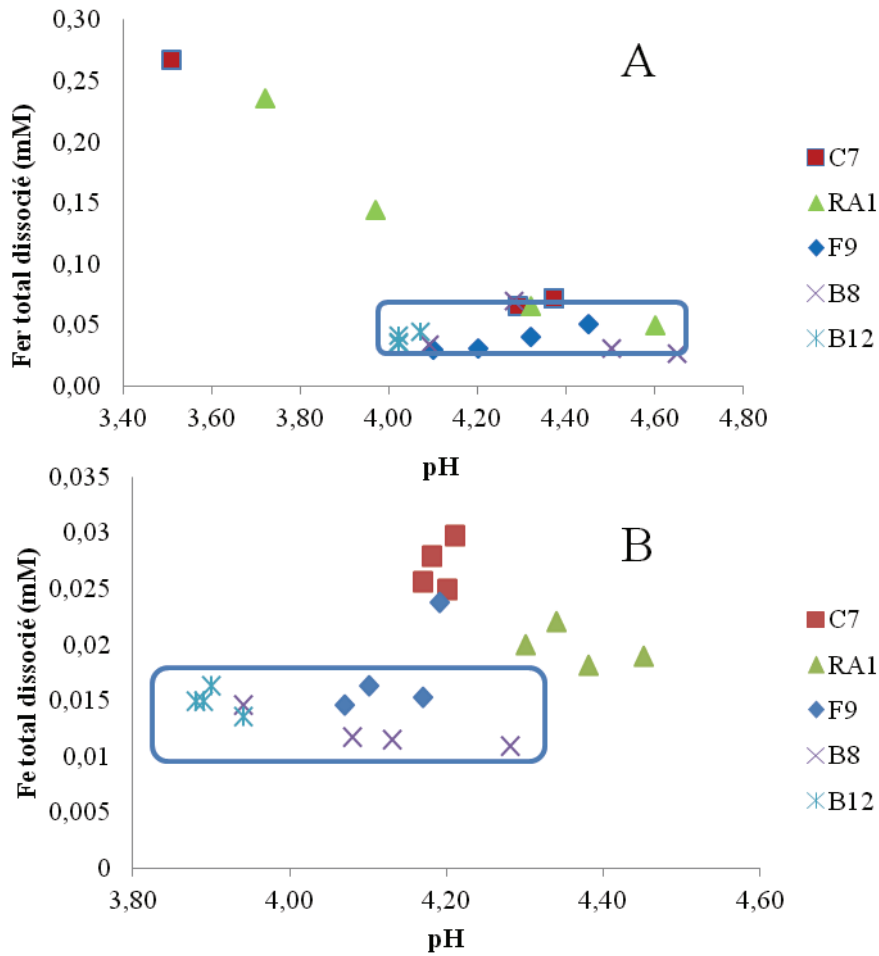 A
0,30
0,25
0,20
0,15
0,10
0,05
0,00
Fer total dissocié (mM)
3,40 3,60 3,80 4,00 4,20 4,40 4,60 4,80
pH
C7
RA1
F9
B8
B12
B
0,035
0,03
0,025
0,02
0,015
0,01
0,005
0
Fe total dissocié (mM)
3,80 4,00 4,20 4,40 4,60
pH
C7
RA1
F9
B8
B12